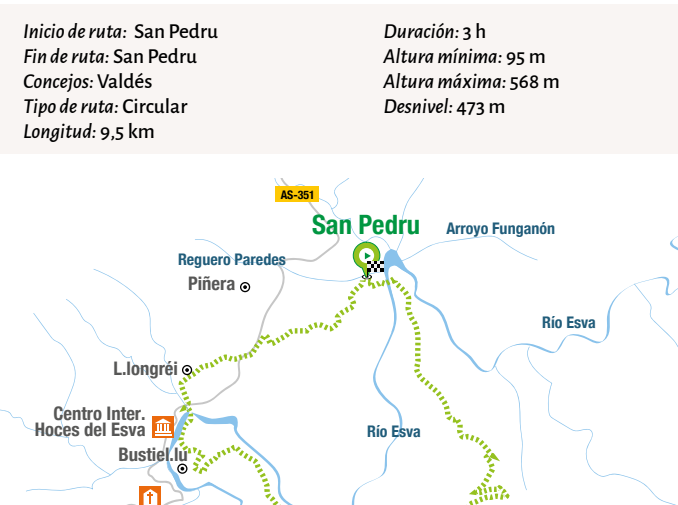 Inicio de ruta: San Pedru
Fin de ruta: San Pedru
Concejos: Valdés
Tipo de ruta: Circular
Longitud: 9,5 km
Duración: 3 h
Altura mínima: 95 m
Altura máxima: 568 m
Desnivel: 473 m
AS-351
San Pedru
Arroyo Funganón
Reguero Paredes
Piñera
Río Esva
L.longréi
Centro Inter.
Hoces del Esva
Río Esva
Bustiel.lu